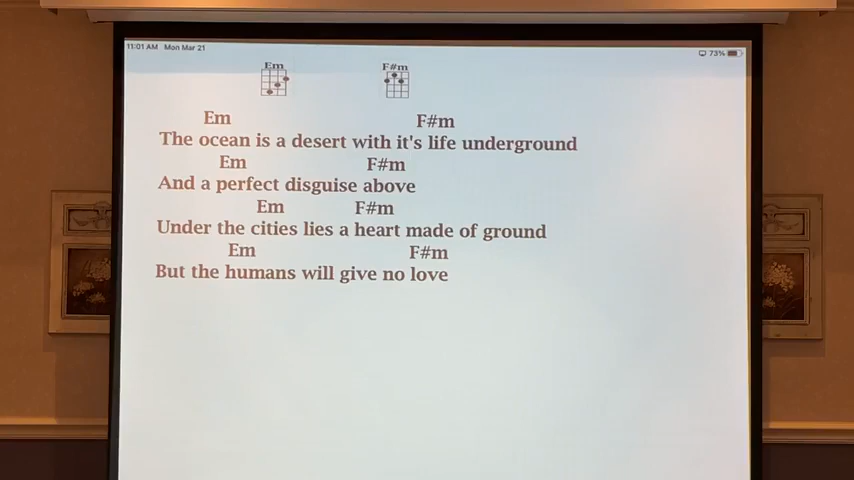 11:01 AM Mon Mar 21
73%
Em F#m
Em F#m
The ocean is a desert with it's life underground
Em F#m
And a perfect disguise above
Em F#m
Under the cities lies a heart made of ground
Em F#m
But the humans will give no love